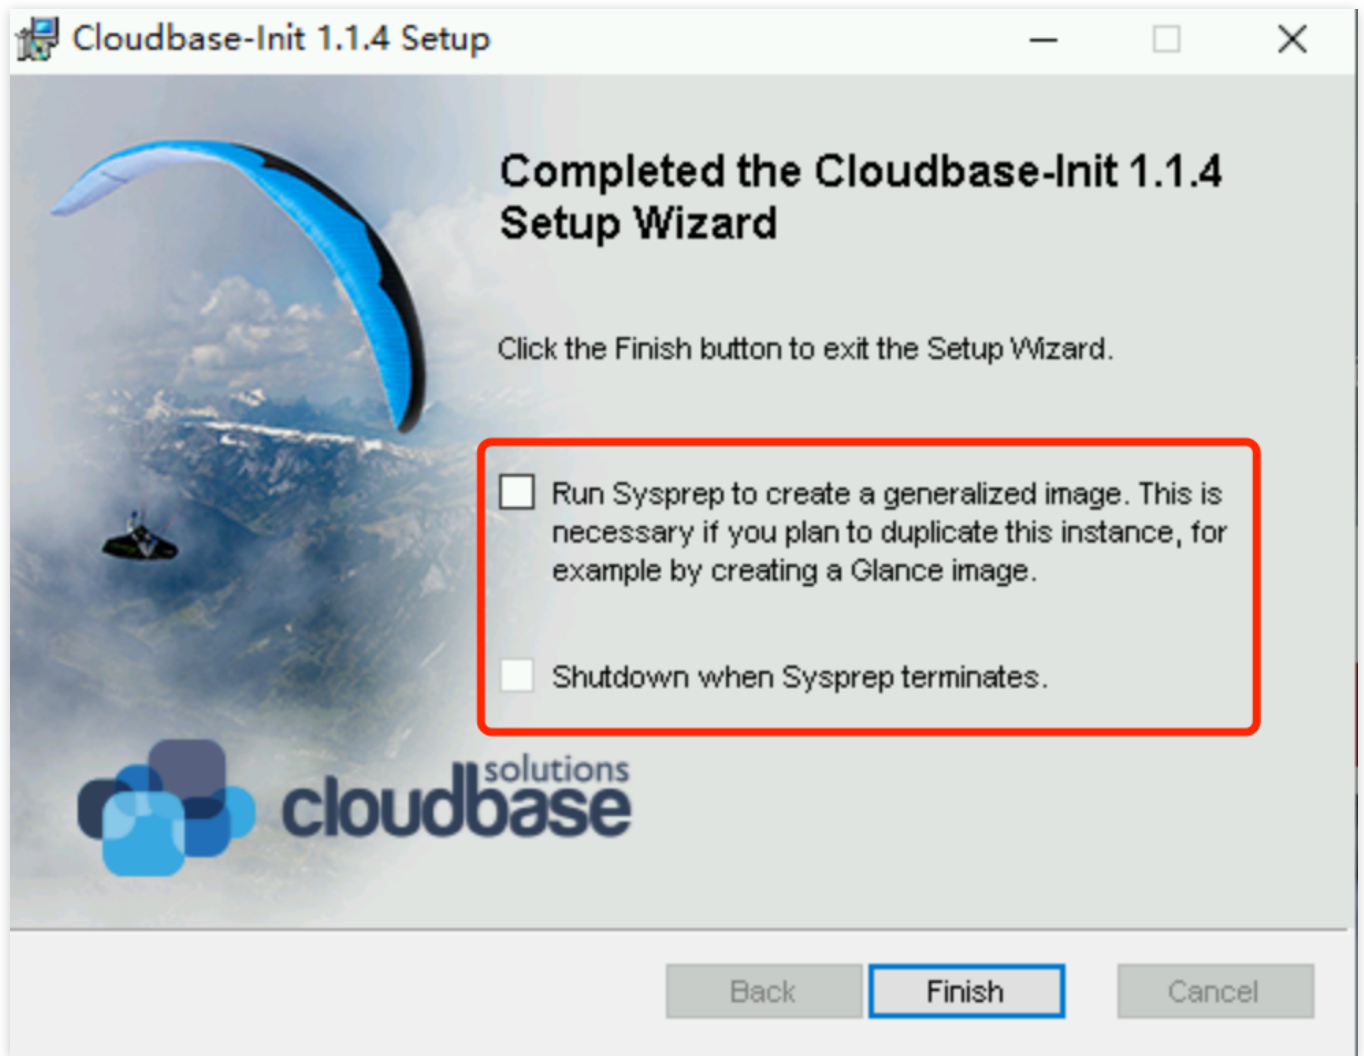 Cloudbase-Init 1.1.4 Setup
Completed the Cloudbase-Init 1.1.4
Setup Wizard
Click the Finish button to exit the Setup Wizard.
Run Sysprep to create a generalized image. This is
necessary if you plan to duplicate this instance, for
example by creating a Glance image.
Shutdown when Sysprep terminates.
solutions
cloudbase
Back
Finish
Cancel